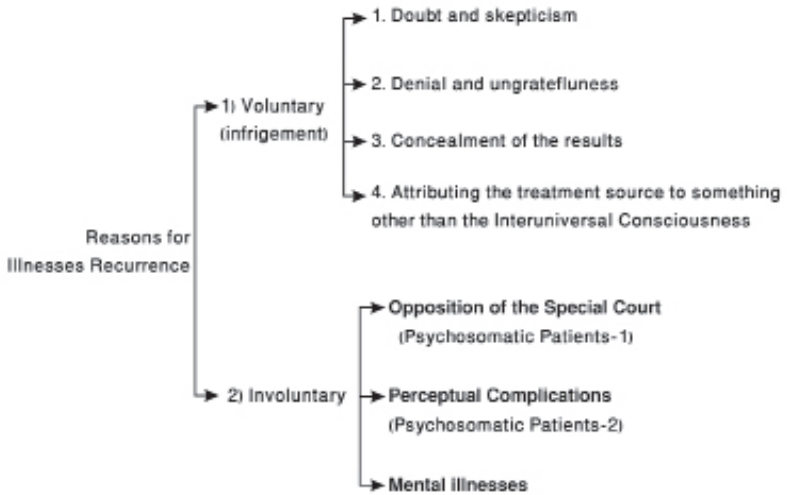 Reasons for
Illnesses Recurrence
1) Voluntary
(infrigement)
1. Doubt and skepticism
2. Denial and ungratefluness
3. Concealment of the results
4. Attributing the treatment source to something
other than the Interuniversal Consciousness
2) Involuntary
Opposition of the Special Court
(Psychosomatic Patients-1)
Perceptual Complications
(Psychosomatic Patients-2)
Mental illnesses